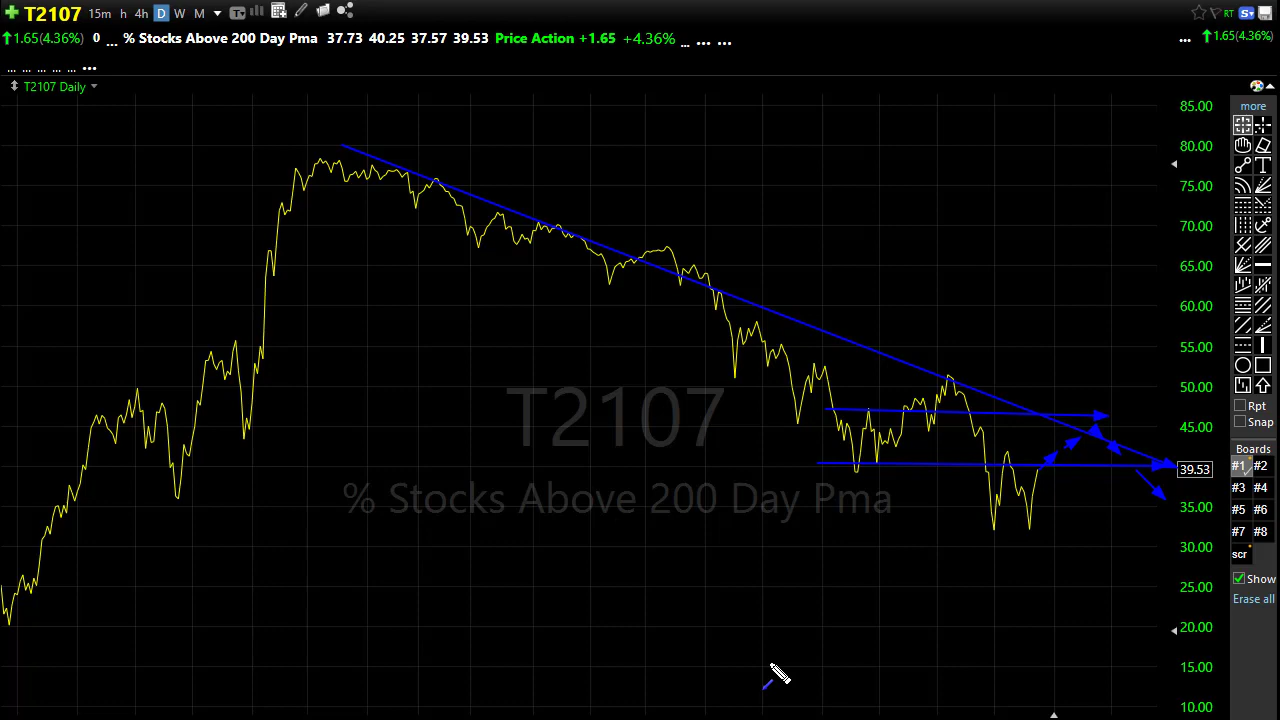 T2107 15m h 4h D W M T RT S
1.65(4.36%) 0 ... % Stocks Above 200 Day Pma 37.73 40.25 37.57 39.53 Price Action +1.65 +4.36% ... ... ... ... 1.65(4.36%)
... ... ... ... ... ...
T2107 Daily
more
85.00
80.00
75.00
70.00
65.00
60.00
55.00
50.00
45.00
39.53
35.00
30.00
25.00
20.00
15.00
10.00
T2107
% Stocks Above 200 Day Pma
T
Rpt
Snap
Boards
#1 #2
#3 #4
#5 #6
#7 #8
scr
Show
Erase all